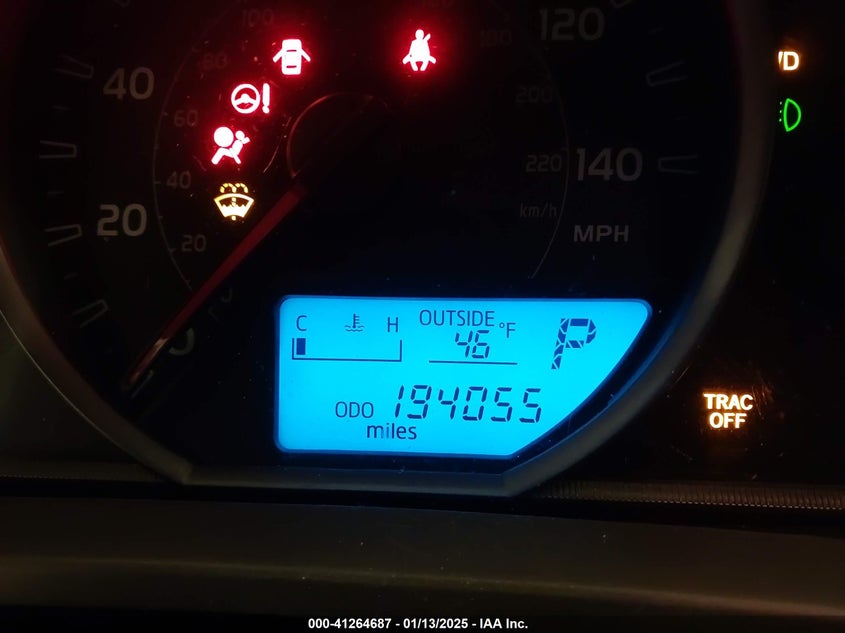 100
120
180
80
40
VD
200
60
220
140
40
km/h
20
20
MPH
C H OUTSIDE °F
46
P
ODO 194055
miles
TRAC
OFF
000-41264687 - 01/13/2025 - IAA Inc.